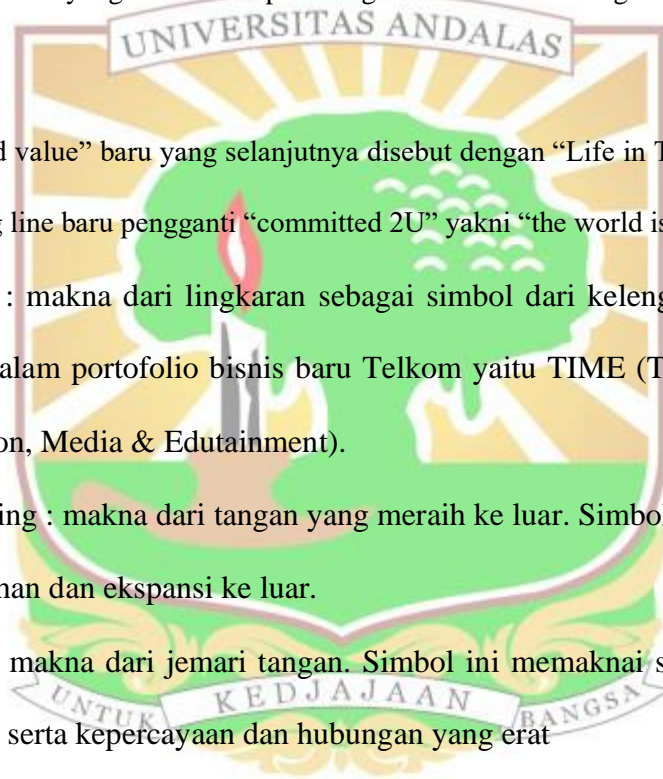 UNIVERSITAS ANDALAS
value” baru yang selanjutnya disebut dengan “Life in
line baru pengganti “committed 2U” yakni “the world is
: makna dari lingkaran sebagai simbol dari
alam portofolio bisnis baru Telkom yaitu TIME (T
on, Media & Edutainment).
ing : makna dari tangan yang meraih ke luar. Simbol
han dan ekspansi ke luar.
makna dari jemari tangan. Simbol ini memaknai
serta kepercayaan dan hubungan yang erat
UNTUK KEDJAJAAN BANGSA